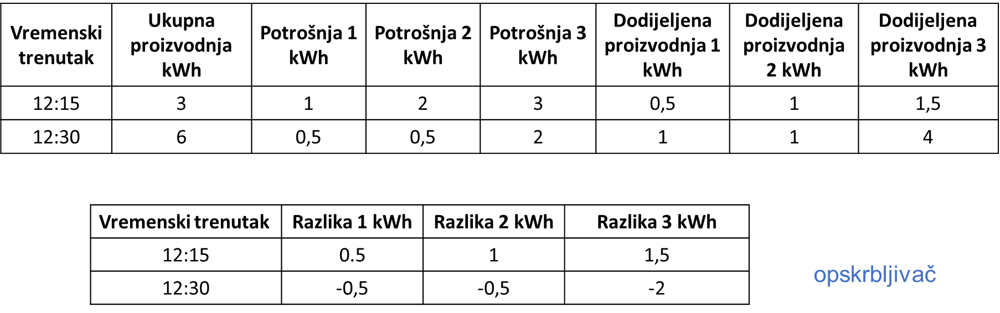 Vremenski trenutak | Ukupna proizvodnja kWh | Potrošnja 1 kWh | Potrošnja 2 kWh | Potrošnja 3 kWh | Dodijeljena proizvodnja 1 kWh | Dodijeljena proizvodnja 2 kWh | Dodijeljena proizvodnja 3 kWh
12:15 | 3 | 1 | 2 | 3 | 0,5 | 1 | 1,5
12:30 | 6 | 0,5 | 0,5 | 2 | 1 | 1 | 4
Vremenski trenutak | Razlika 1 kWh | Razlika 2 kWh | Razlika 3 kWh
12:15 | 0.5 | 1 | 1,5
12:30 | -0,5 | -0,5 | -2
opskrbljivač